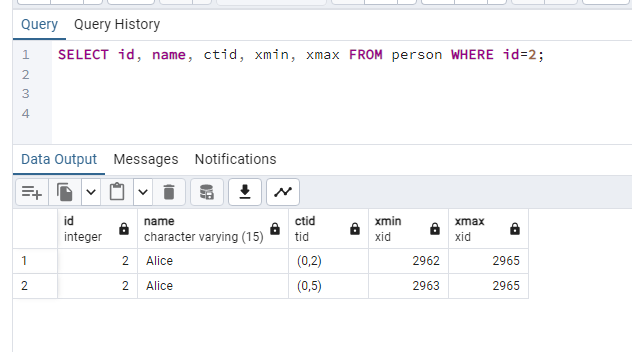 Query Query History
1 SELECT id, name, ctid, xmin, xmax FROM person WHERE id=2;
2
3
4
Data Output Messages Notifications
id name ctid xmin xmax
integer character varying (15) tid xid xid
1 2 Alice (0,2) 2962 2965
2 2 Alice (0,5) 2963 2965